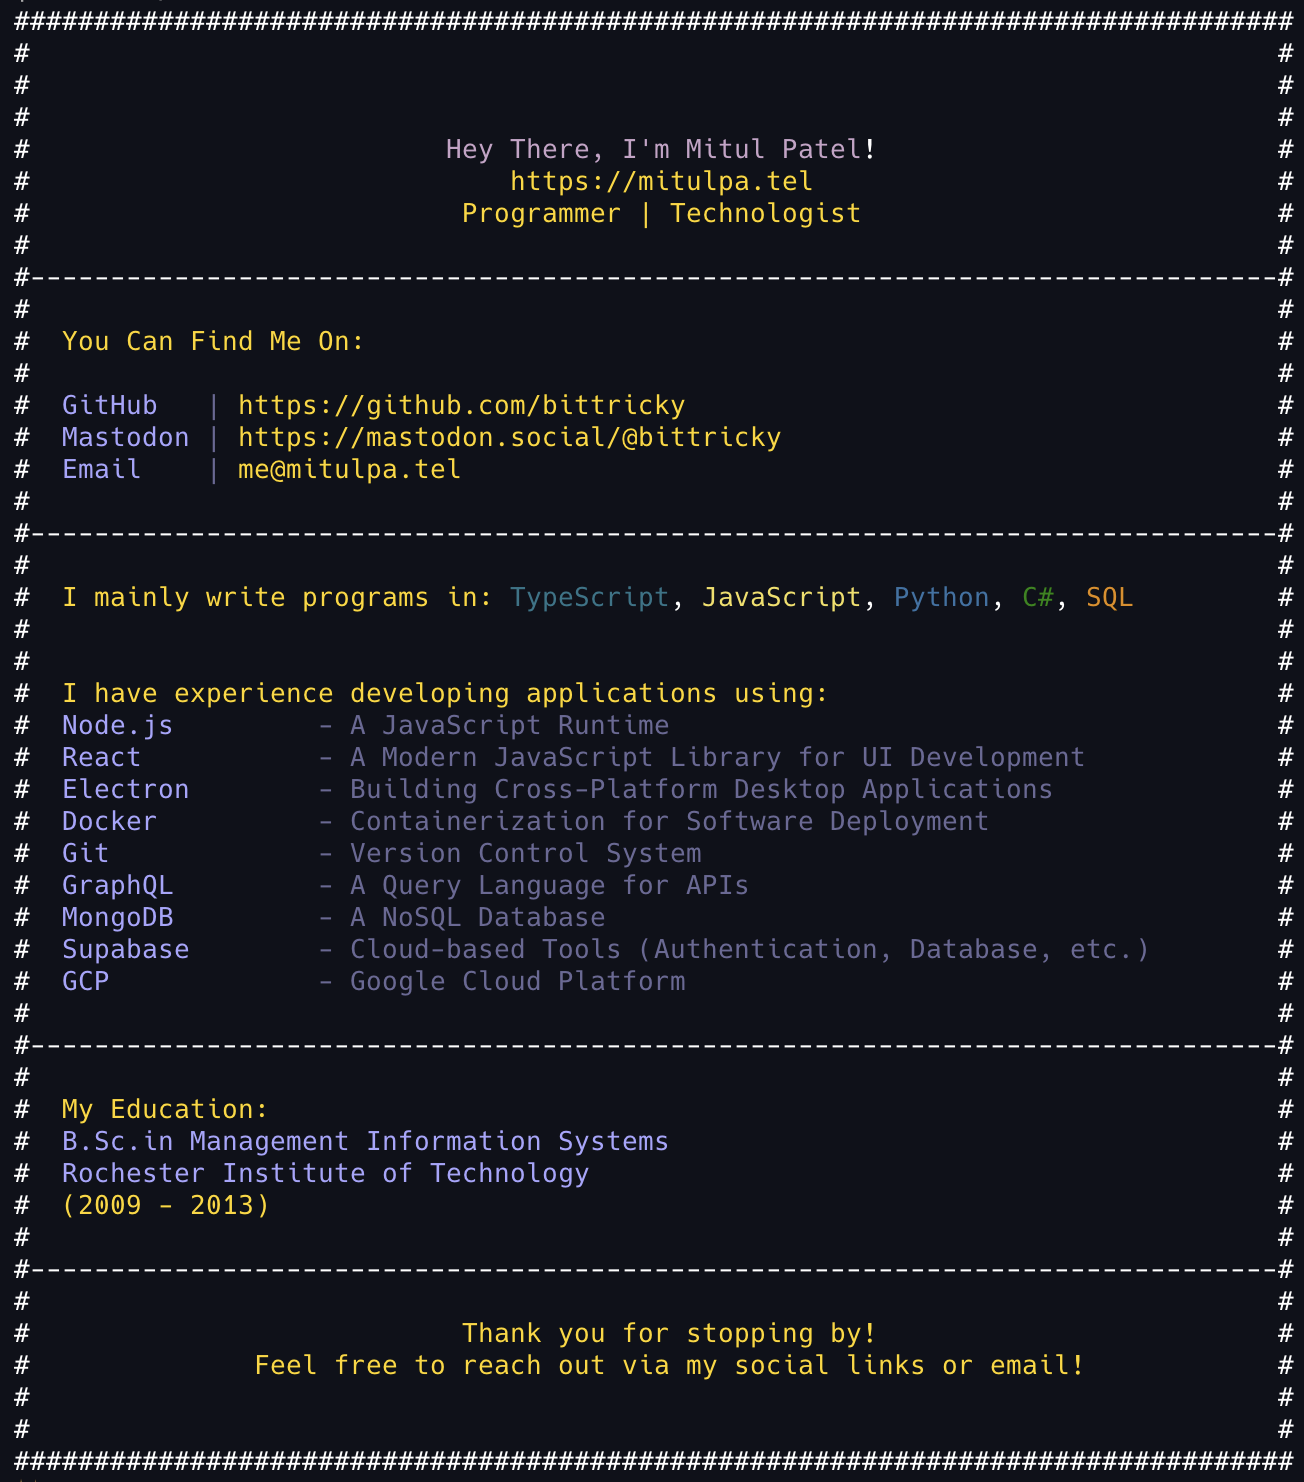 ################################################################################
#                                                                              #
#                                                                              #
#                                                                              #
#                          Hey There, I'm Mitul Patel!                         #
#                              https://mitulpa.tel                             #
#                           Programmer | Technologist                          #
#                                                                              #
#------------------------------------------------------------------------------#
#                                                                              #
#  You Can Find Me On:                                                         #
#                                                                              #
#  GitHub   | https://github.com/bittricky                                     #
#  Mastodon | https://mastodon.social/@bittricky                               #
#  Email    | me@mitulpa.tel                                                   #
#                                                                              #
#------------------------------------------------------------------------------#
#                                                                              #
#  I mainly write programs in: TypeScript, JavaScript, Python, C#, SQL         #
#                                                                              #
#                                                                              #
#  I have experience developing applications using:                            #
#  Node.js         - A JavaScript Runtime                                      #
#  React           - A Modern JavaScript Library for UI Development            #
#  Electron        - Building Cross-Platform Desktop Applications              #
#  Docker          - Containerization for Software Deployment                  #
#  Git             - Version Control System                                    #
#  GraphQL         - A Query Language for APIs                                 #
#  MongoDB         - A NoSQL Database                                          #
#  Supabase        - Cloud-based Tools (Authentication, Database, etc.)        #
#  GCP             - Google Cloud Platform                                     #
#                                                                              #
#------------------------------------------------------------------------------#
#                                                                              #
#  My Education:                                                               #
#  B.Sc.in Management Information Systems                                      #
#  Rochester Institute of Technology                                           #
#  (2009 - 2013)                                                               #
#                                                                              #
#------------------------------------------------------------------------------#
#                                                                              #
#                           Thank you for stopping by!                         #
#              Feel free to reach out via my social links or email!            #
#                                                                              #
#                                                                              #
################################################################################